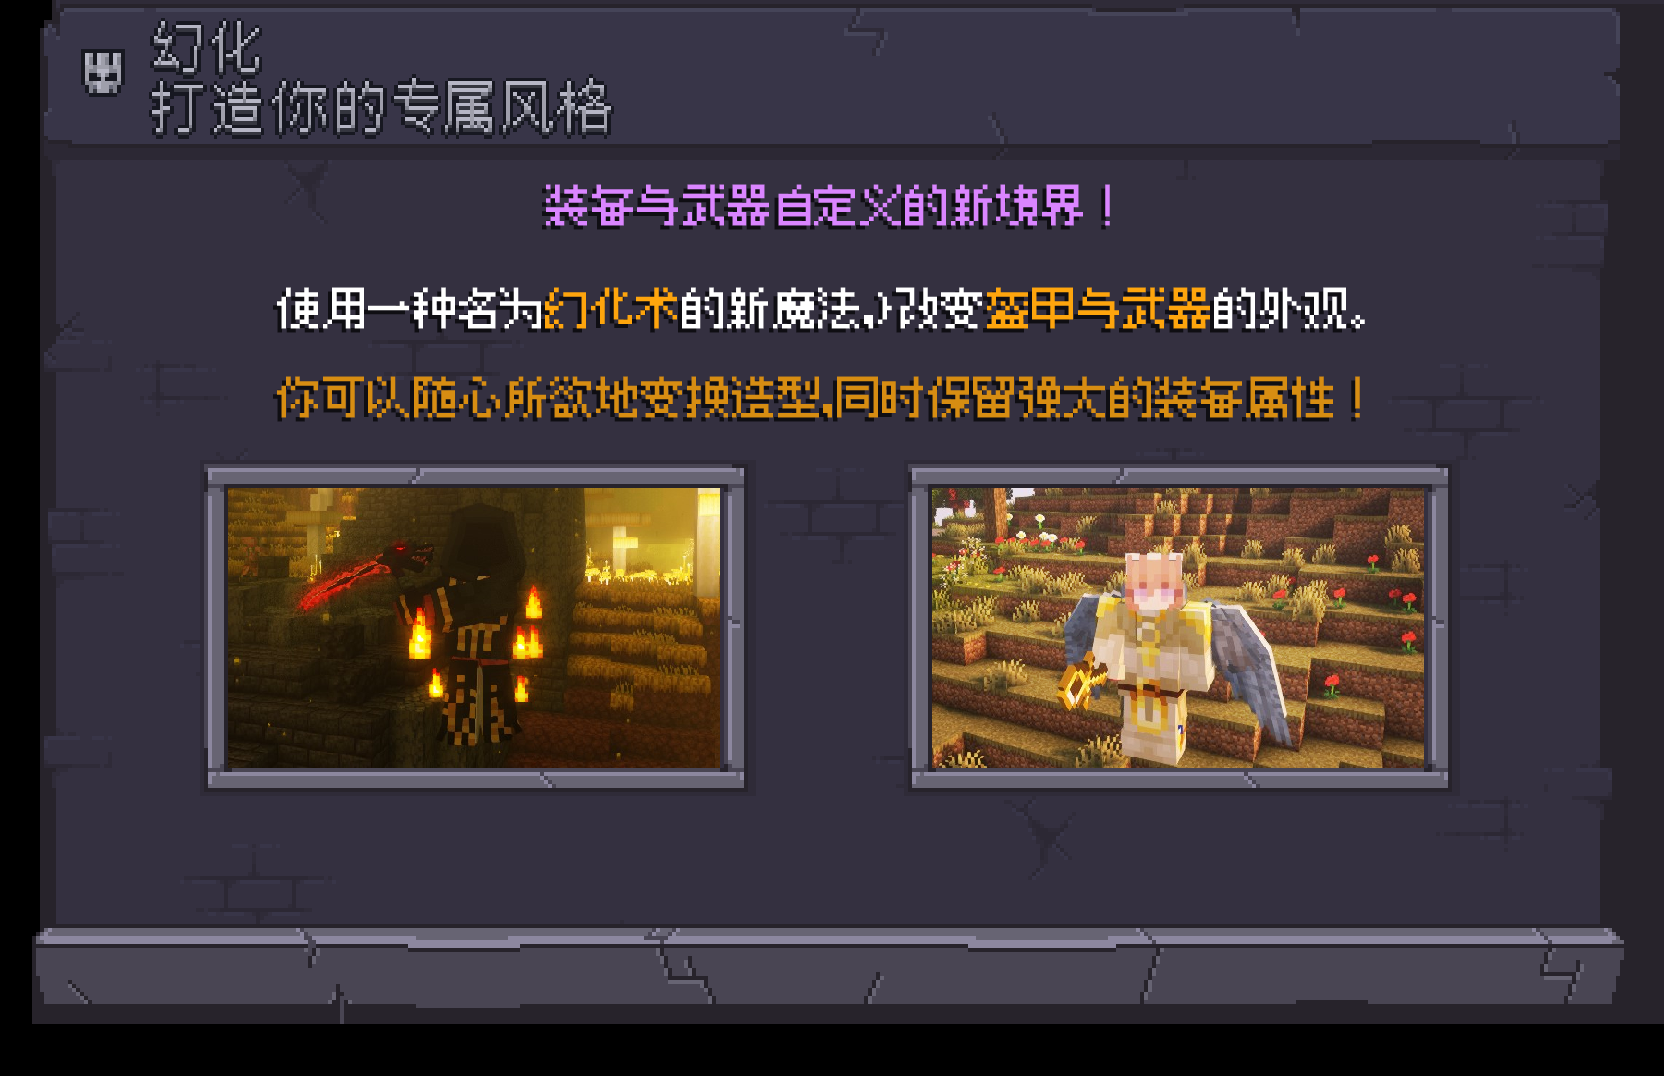 幻化
打造你的专属风格
装备与武器自定义的新境界！
使用一种名为幻化术的新魔法,以改变盔甲与武器的外观。
你可以随心所欲地变换造型,同时保留强大的装备属性！